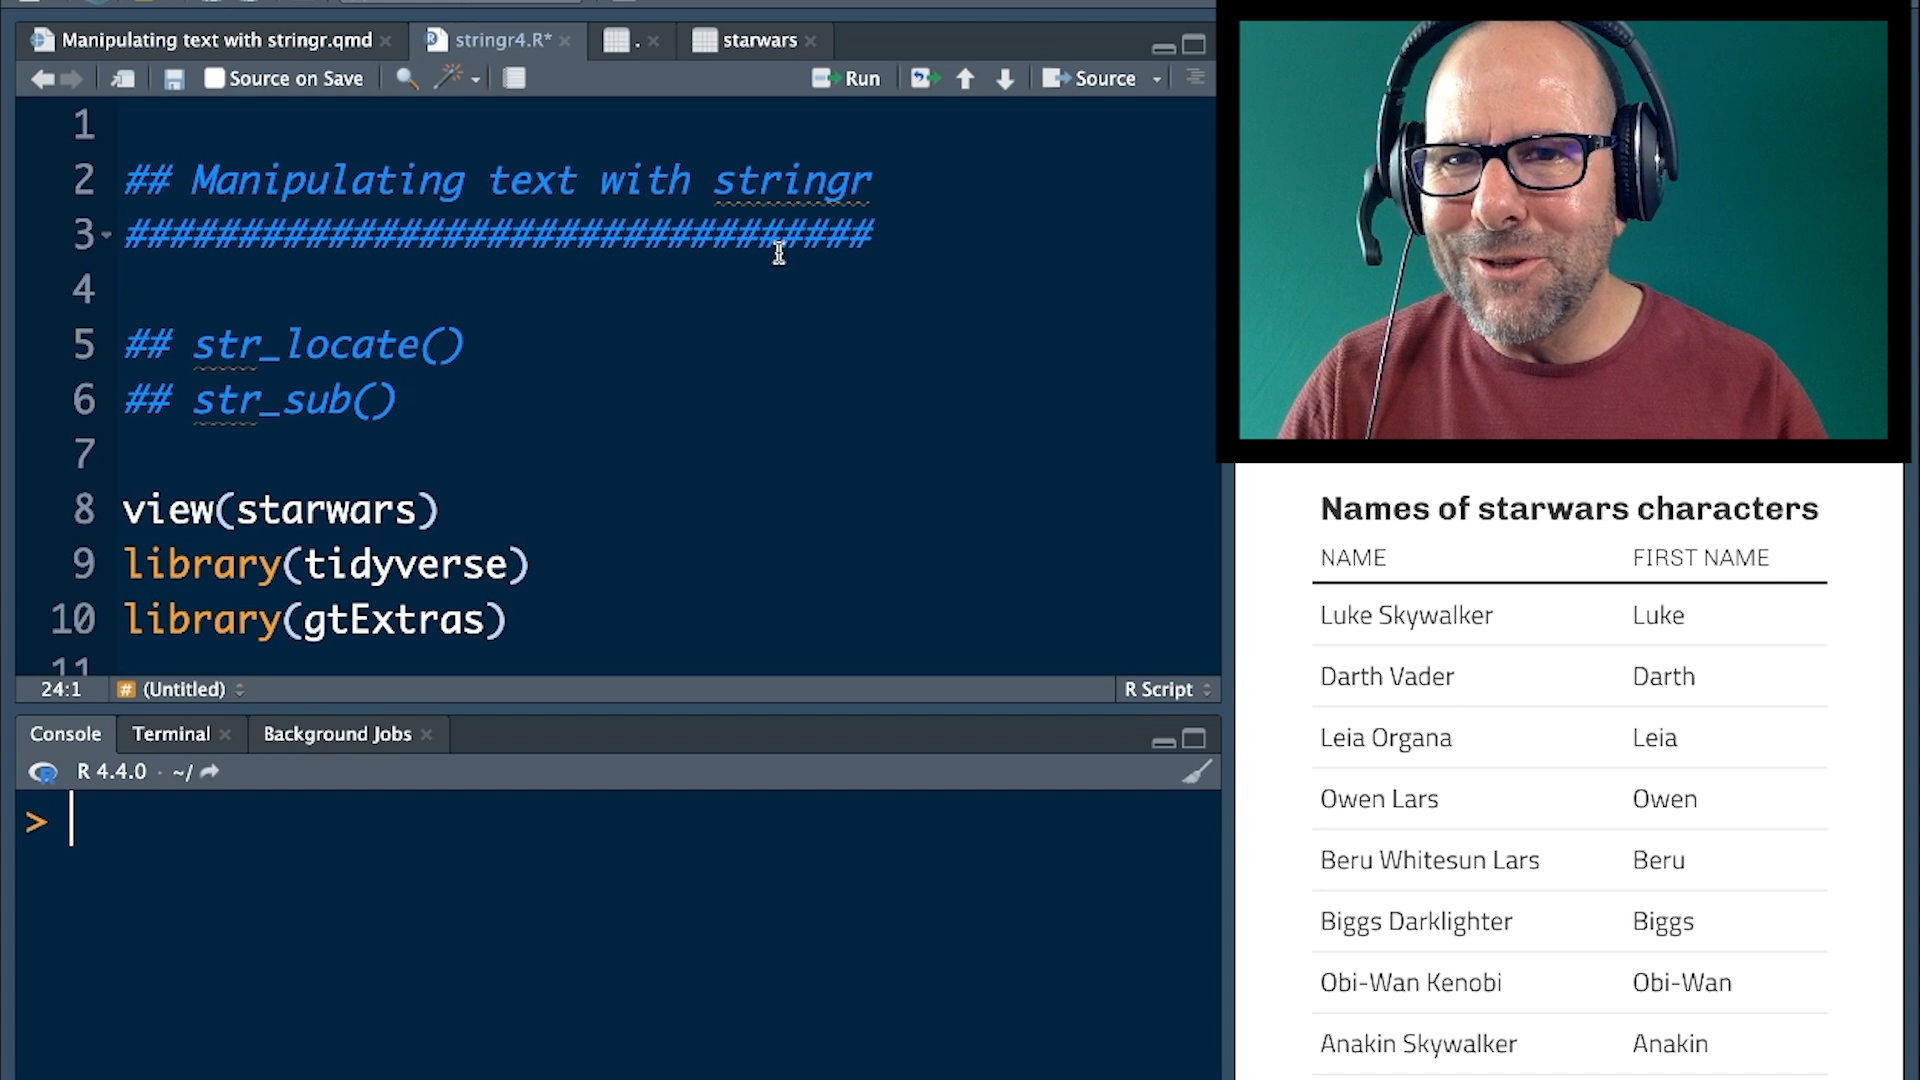 Manipulating text with stringr.qmd
stringr4.R*
.
starwars
Source on Save
Run
Source
1
2 ## Manipulating text with stringr
3 #################################
4
5 ## str_locate()
6 ## str_sub()
7
8 view(starwars)
9 library(tidyverse)
10 library(gtExtras)
11
24:1
# (Untitled)
R Script
Console
Terminal
Background Jobs
R 4.4.0 · ~/
>
Names of starwars characters
NAME FIRST NAME
Luke Skywalker Luke
Darth Vader Darth
Leia Organa Leia
Owen Lars Owen
Beru Whitesun Lars Beru
Biggs Darklighter Biggs
Obi-Wan Kenobi Obi-Wan
Anakin Skywalker Anakin